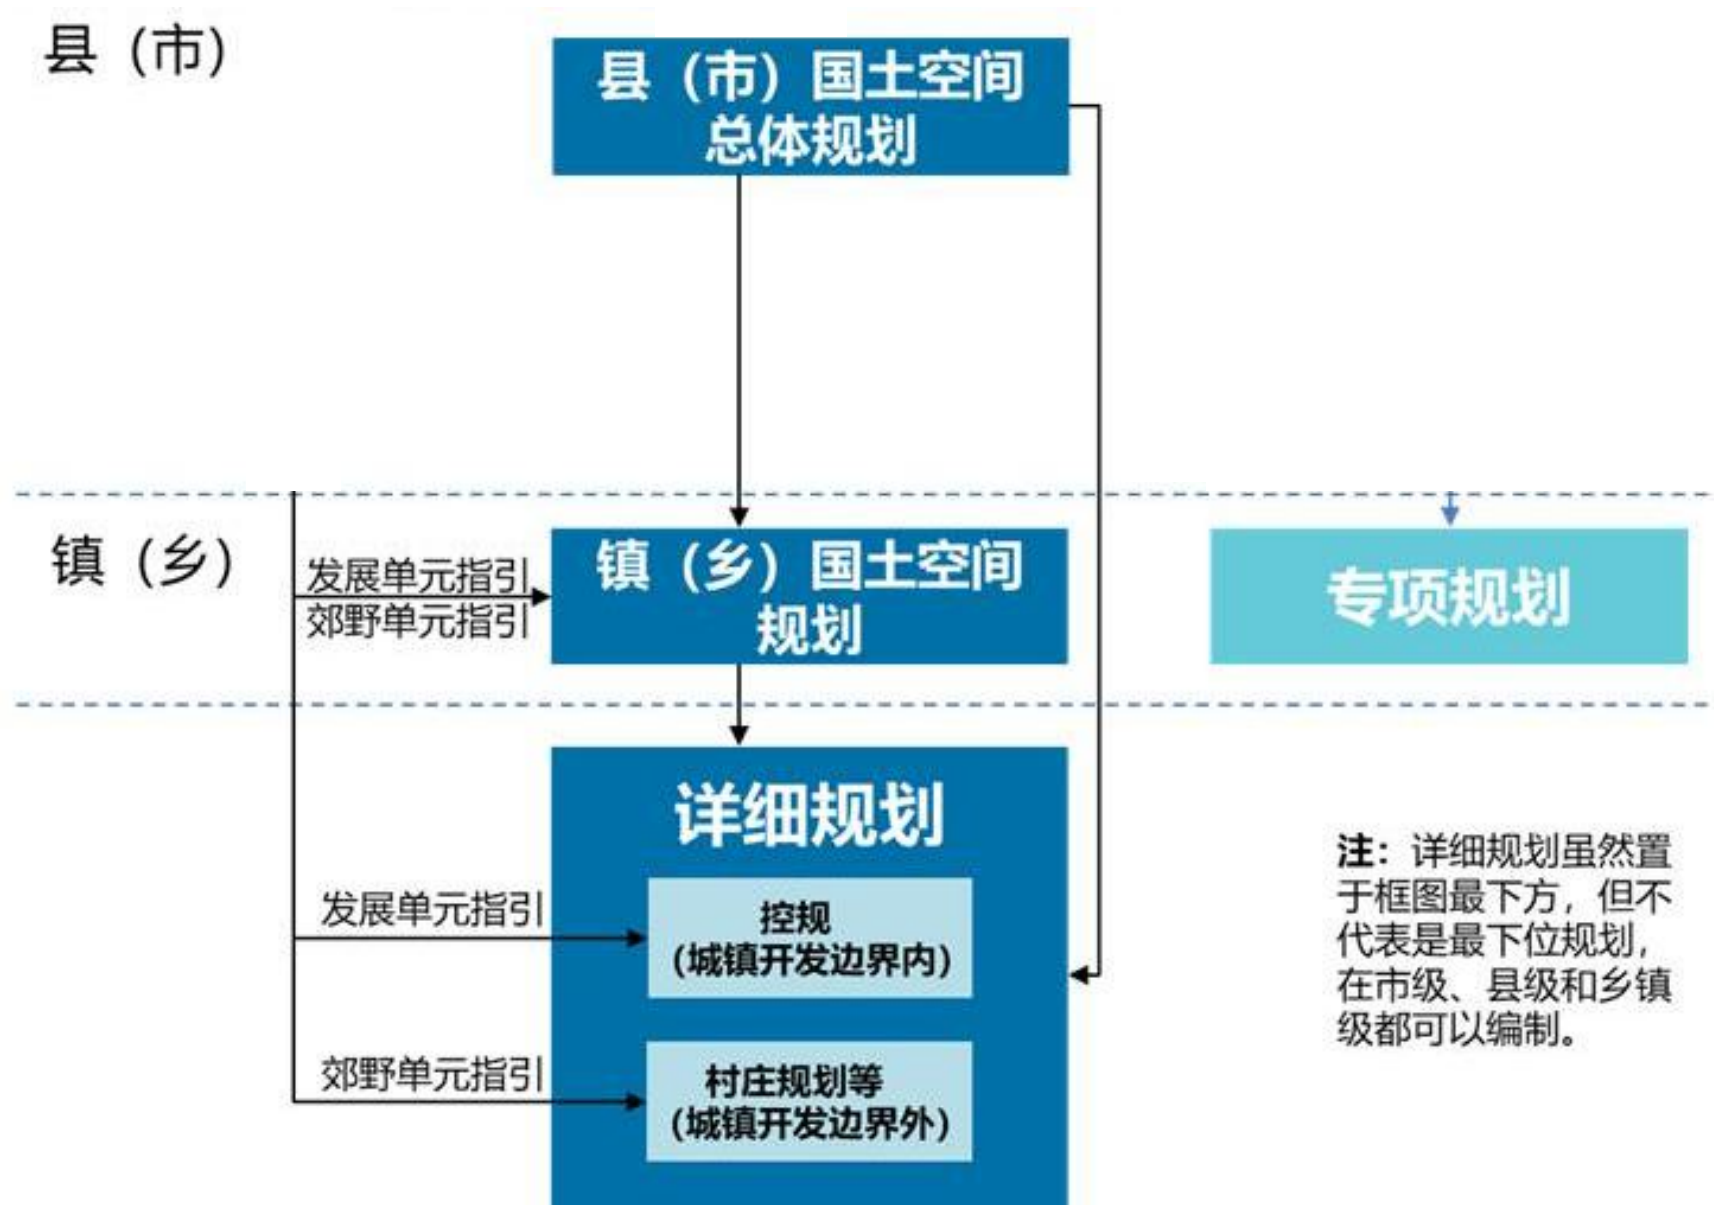 县（市）
县（市）国土空间
总体规划
镇（乡）
发展单元指引
郊野单元指引
镇（乡）国土空间
规划
专项规划
详细规划
发展单元指引
控规
（城镇开发边界内）
郊野单元指引
村庄规划等
（城镇开发边界外）
注：详细规划虽然置
于框图最下方，但不
代表是最下位规划，
在市级、县级和乡镇
级都可以编制。